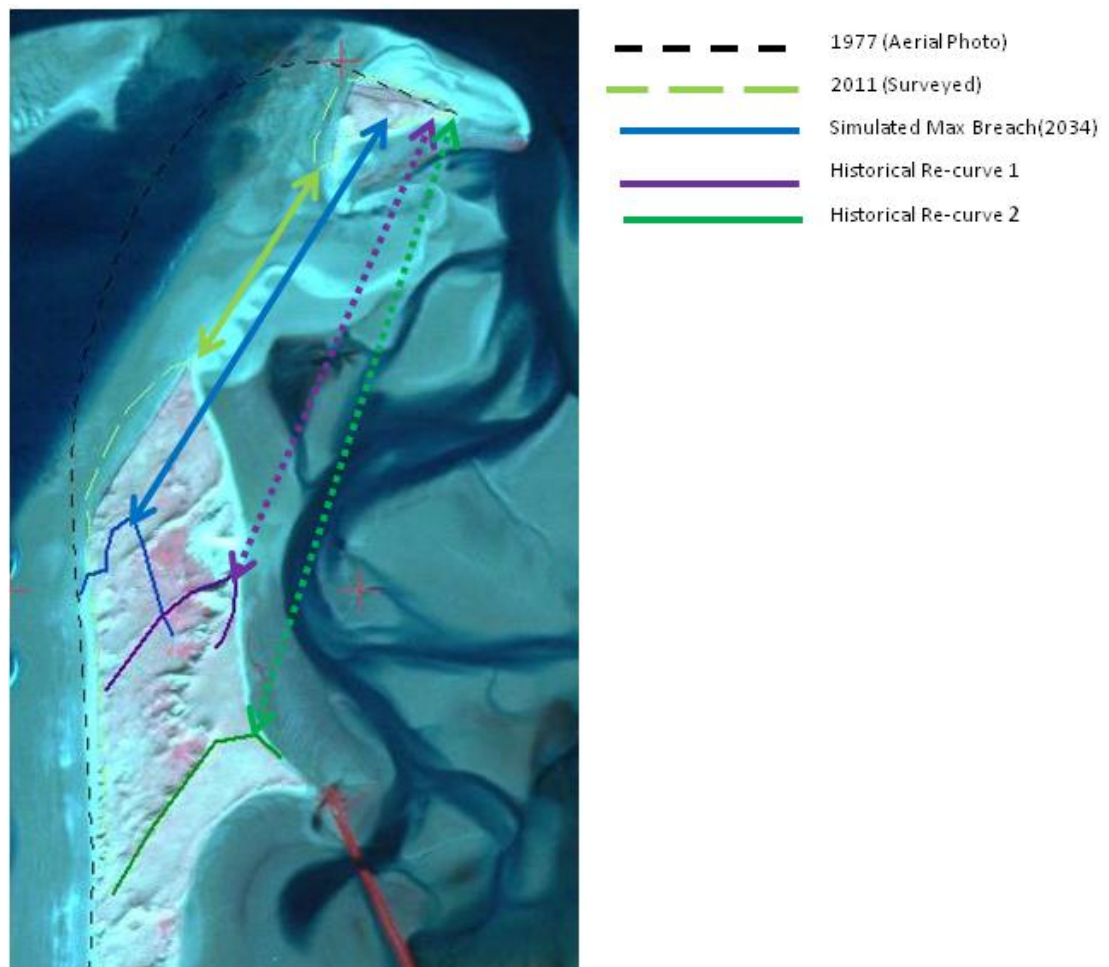 1977 (Aerial Photo)
2011 (Surveyed)
Simulated Max Breach(2034)
Historical Re-curve 1
Historical Re-curve 2